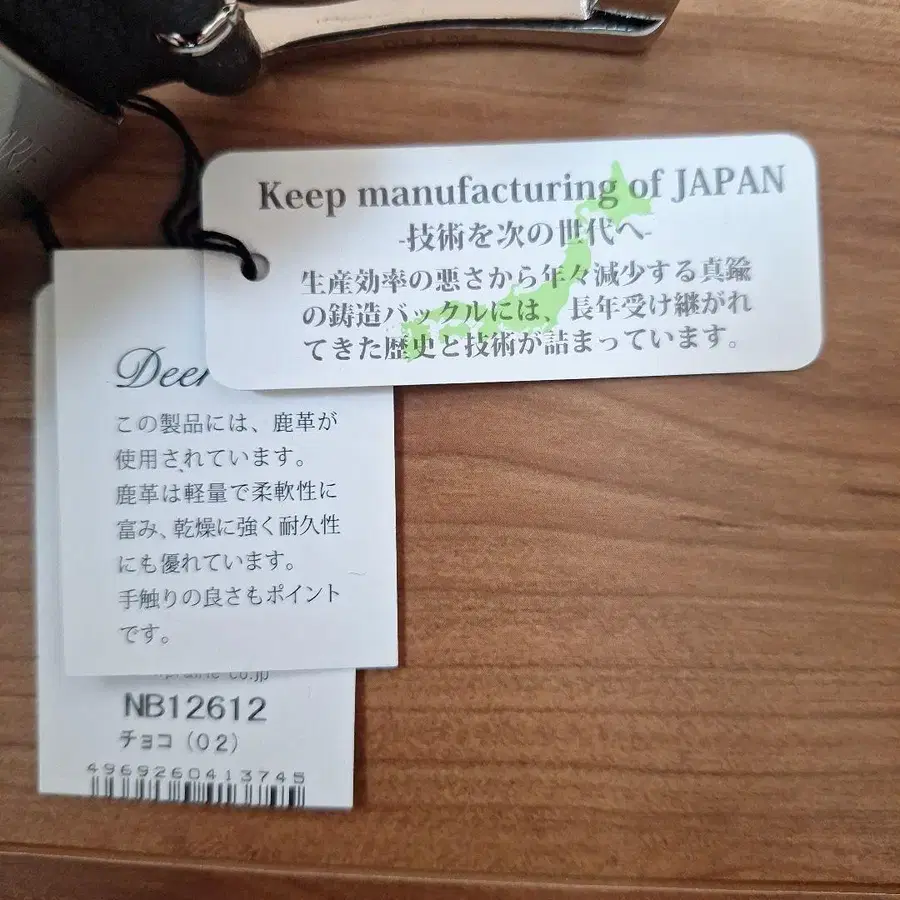 Keep manufacturing of JAPAN
-技術を次の世代へ-
生産効率の悪さから年々減少する真鍮
の鋳造バックルには、長年受け継がれ
てきた歴史と技術が詰まっています。
この製品には、鹿革が
使用されています。
鹿革は軽量で柔軟性に
富み、乾燥に強く耐久性
にも優れています。
手触りの良さもポイント
です。
NB12612
チョコ（02）
4969260413745